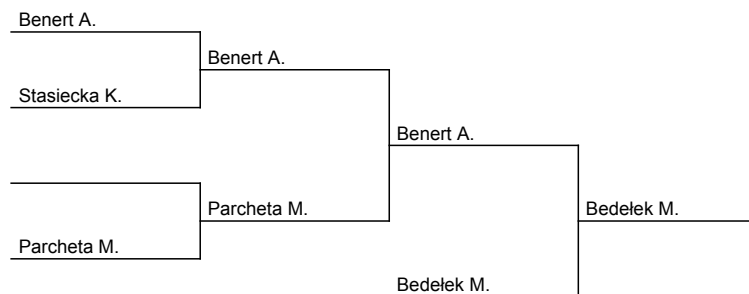 Benert A.
Benert A.
Stasiecka K.
Benert A.
Parcheta M.
Bedełek M.
Parcheta M.
Bedełek M.